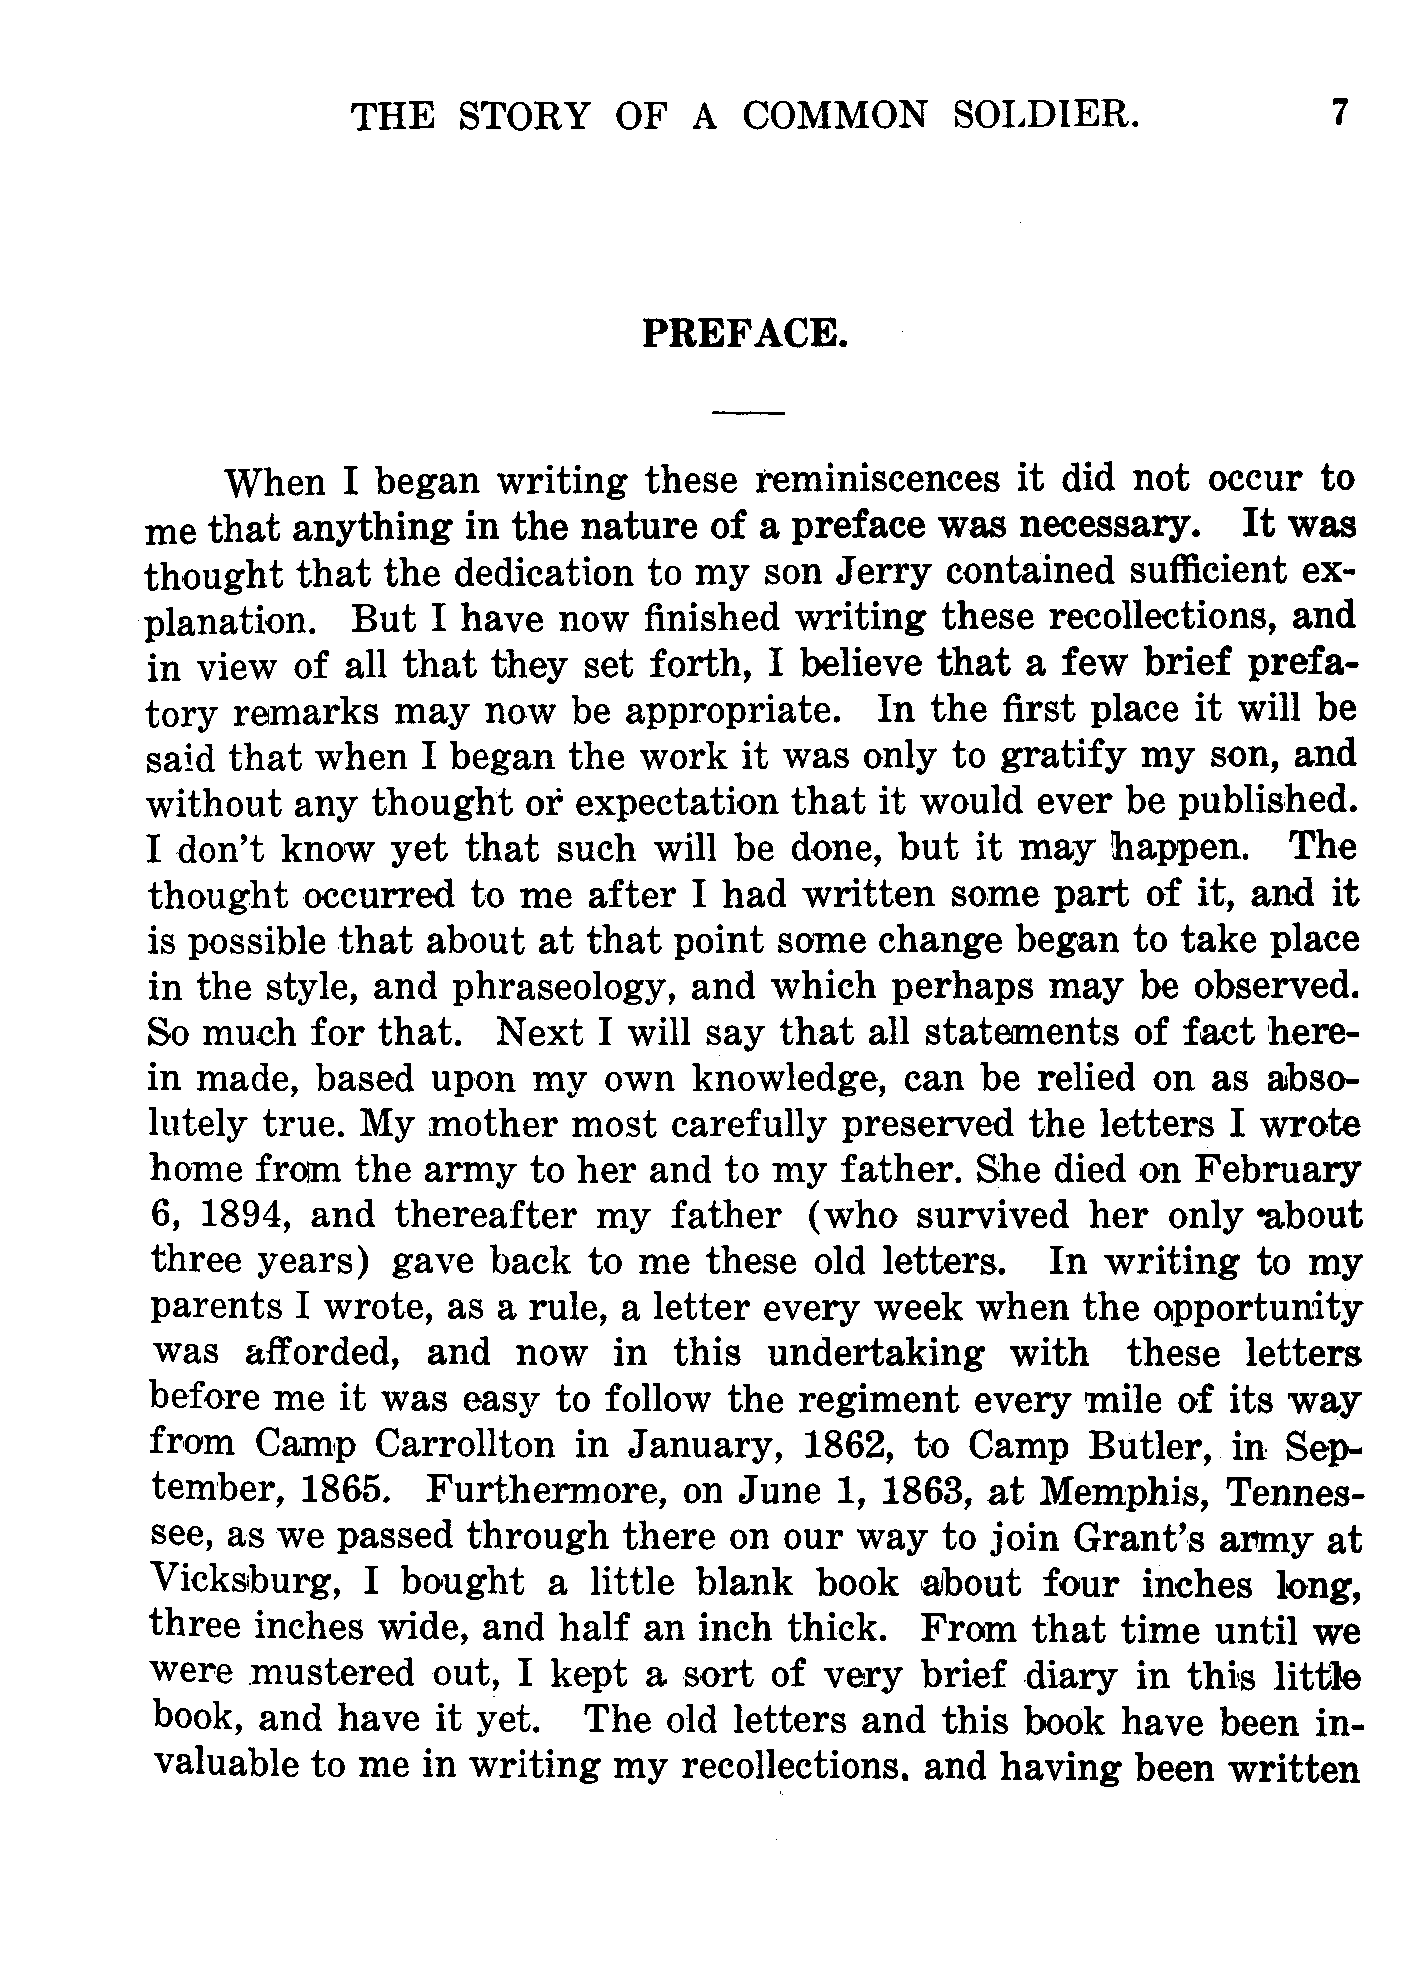 THE STORY OF A COMMON SOLDIER. 7
PREFACE.
When I began writing these reminiscences it did not occur to
me that anything in the nature of a preface was necessary. It was
thought that the dedication to my son Jerry contained sufficient ex-
planation. But I have now finished writing these recollections, and
in view of all that they set forth, I believe that a few brief prefa-
tory remarks may now be appropriate. In the first place it will be
said that when I began the work it was only to gratify my son, and
without any thought or expectation that it would ever be published.
I don't know yet that such will be done, but it may happen. The
thought occurred to me after I had written some part of it, and it
is possible that about at that point some change began to take place
in the style, and phraseology, and which perhaps may be observed.
So much for that. Next I will say that all statements of fact here-
in made, based upon my own knowledge, can be relied on as abso-
lutely true. My mother most carefully preserved the letters I wrote
home from the army to her and to my father. She died on February
6, 1894, and thereafter my father (who survived her only about
three years) gave back to me these old letters. In writing to my
parents I wrote, as a rule, a letter every week when the opportunity
was afforded, and now in this undertaking with these letters
before me it was easy to follow the regiment every mile of its way
from Camp Carrollton in January, 1862, to Camp Butler, in Sep-
tember, 1865. Furthermore, on June 1, 1863, at Memphis, Tennes-
see, as we passed through there on our way to join Grant's army at
Vicksburg, I bought a little blank book about four inches long,
three inches wide, and half an inch thick. From that time until we
were mustered out, I kept a sort of very brief diary in this little
book, and have it yet. The old letters and this book have been in-
valuable to me in writing my recollections. and having been written